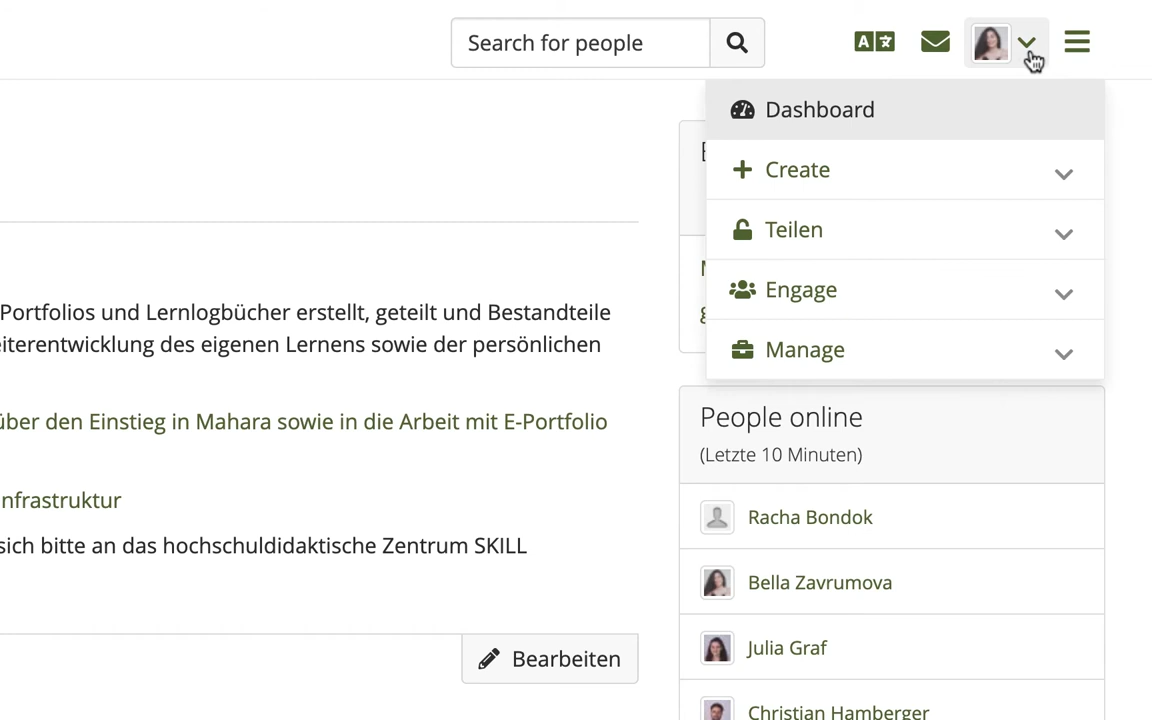 Search for people
Dashboard
Create
Teilen
Engage
Manage
Portfolios und Lernlogbücher erstellt, geteilt und Bestandteile
iterentwicklung des eigenen Lernens sowie der persönlichen
über den Einstieg in Mahara sowie in die Arbeit mit E-Portfolio
nfrastruktur
sich bitte an das hochschuldidaktische Zentrum SKILL
Bearbeiten
People online
(Letzte 10 Minuten)
Racha Bondok
Bella Zavrumova
Julia Graf
Christian Hamberger